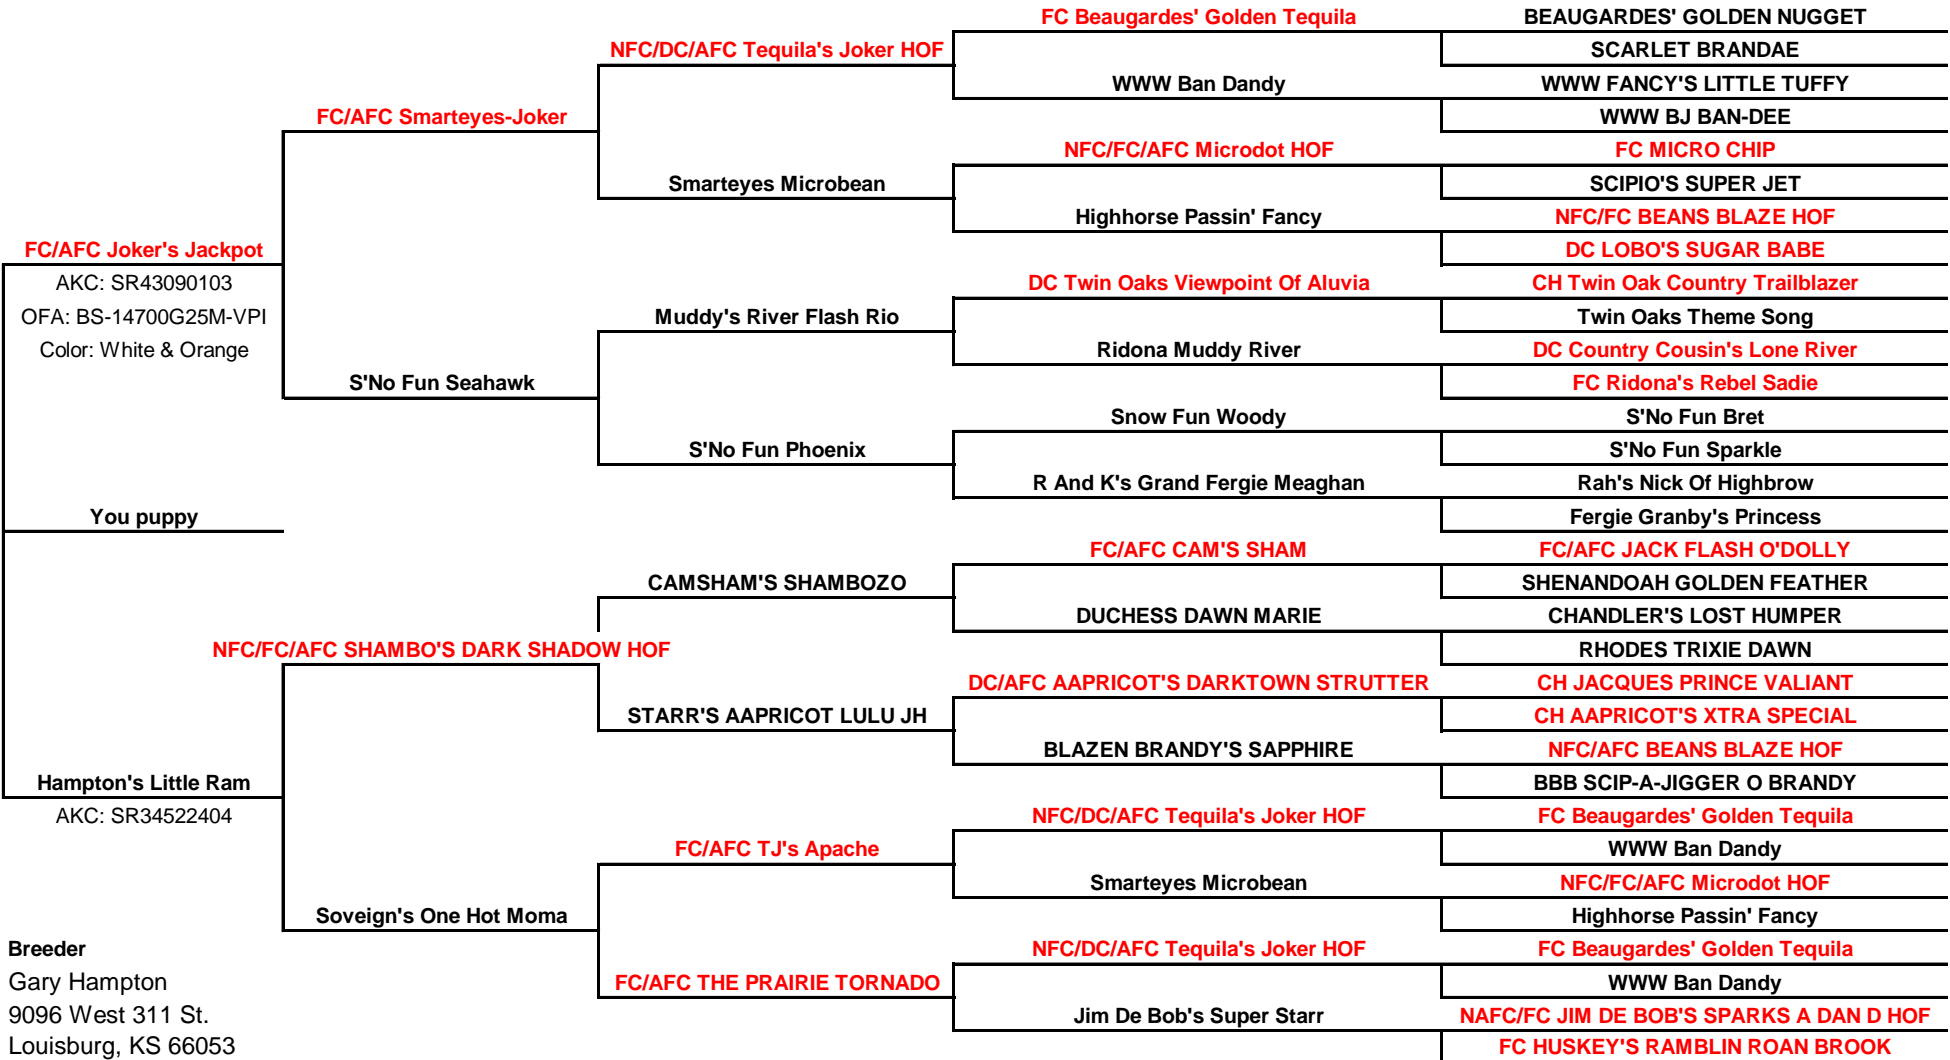 FC Beaugardes' Golden Tequila
BEAUGARDES' GOLDEN NUGGET
NFC/DC/AFC Tequila's Joker HOF
SCARLET BRANDAE
WWW Ban Dandy
WWW FANCY'S LITTLE TUFFY
FC/AFC Smarteyes-Joker
WWW BJ BAN-DEE
NFC/FC/AFC Microdot HOF
FC MICRO CHIP
Smarteyes Microbean
SCIPIO'S SUPER JET
Highhorse Passin' Fancy
NFC/FC BEANS BLAZE HOF
FC/AFC Joker's Jackpot
DC LOBO'S SUGAR BABE
AKC: SR43090103
DC Twin Oaks Viewpoint Of Aluvia
CH Twin Oak Country Trailblazer
OFA: BS-14700G25M-VPI
Muddy's River Flash Rio
Twin Oaks Theme Song
Color: White & Orange
Ridona Muddy River
DC Country Cousin's Lone River
S'No Fun Seahawk
FC Ridona's Rebel Sadie
Snow Fun Woody
S'No Fun Bret
S'No Fun Phoenix
S'No Fun Sparkle
R And K's Grand Fergie Meaghan
Rah's Nick Of Highbrow
You puppy
Fergie Granby's Princess
FC/AFC CAM'S SHAM
FC/AFC JACK FLASH O'DOLLY
CAMSHAM'S SHAMBOZO
SHENANDOAH GOLDEN FEATHER
DUCHESS DAWN MARIE
CHANDLER'S LOST HUMPER
NFC/FC/AFC SHAMBO'S DARK SHADOW HOF
RHODES TRIXIE DAWN
DC/AFC AAPRICOT'S DARKTOWN STRUTTER
CH JACQUES PRINCE VALIANT
STARR'S AAPRICOT LULU JH
CH AAPRICOT'S XTRA SPECIAL
BLAZEN BRANDY'S SAPPHIRE
NFC/AFC BEANS BLAZE HOF
Hampton's Little Ram
BBB SCIP-A-JIGGER O BRANDY
AKC: SR34522404
NFC/DC/AFC Tequila's Joker HOF
FC Beaugardes' Golden Tequila
FC/AFC TJ's Apache
WWW Ban Dandy
Smarteyes Microbean
NFC/FC/AFC Microdot HOF
Soveign's One Hot Moma
Highhorse Passin' Fancy
Breeder
NFC/DC/AFC Tequila's Joker HOF
FC Beaugardes' Golden Tequila
Gary Hampton
FC/AFC THE PRAIRIE TORNADO
WWW Ban Dandy
9096 West 311 St.
Jim De Bob's Super Starr
NAFC/FC JIM DE BOB'S SPARKS A DAN D HOF
Louisburg, KS 66053
FC HUSKEY'S RAMBLIN ROAN BROOK